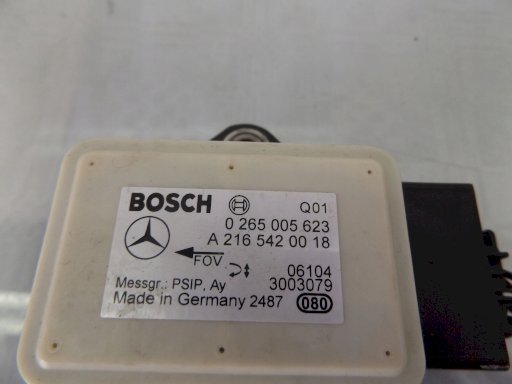 BOSCH Q01
0 265 005 623
A 216 542 00 18
FOV
06104
Messgr.: PSIP, Ay 3003079
Made in Germany 2487 080